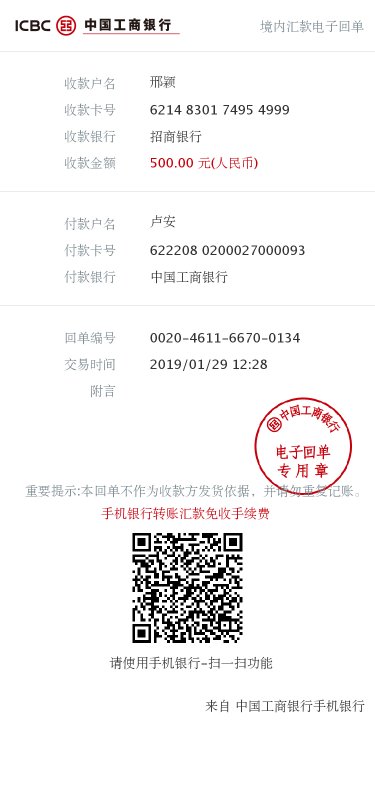 ICBC 中国工商银行 境内汇款电子回单
收款户名 邢颖
收款卡号 6214 8301 7495 4999
收款银行 招商银行
收款金额 500.00 元(人民币)
付款户名 卢安
付款卡号 622208 0200027000093
付款银行 中国工商银行
回单编号 0020-4611-6670-0134
交易时间 2019/01/29 12:28
附言
中国工商银行
电子回单
专用章
重要提示:本回单不作为收款方发货依据，并请勿重复记账。
手机银行转账汇款免收手续费
请使用手机银行-扫一扫功能
来自 中国工商银行手机银行